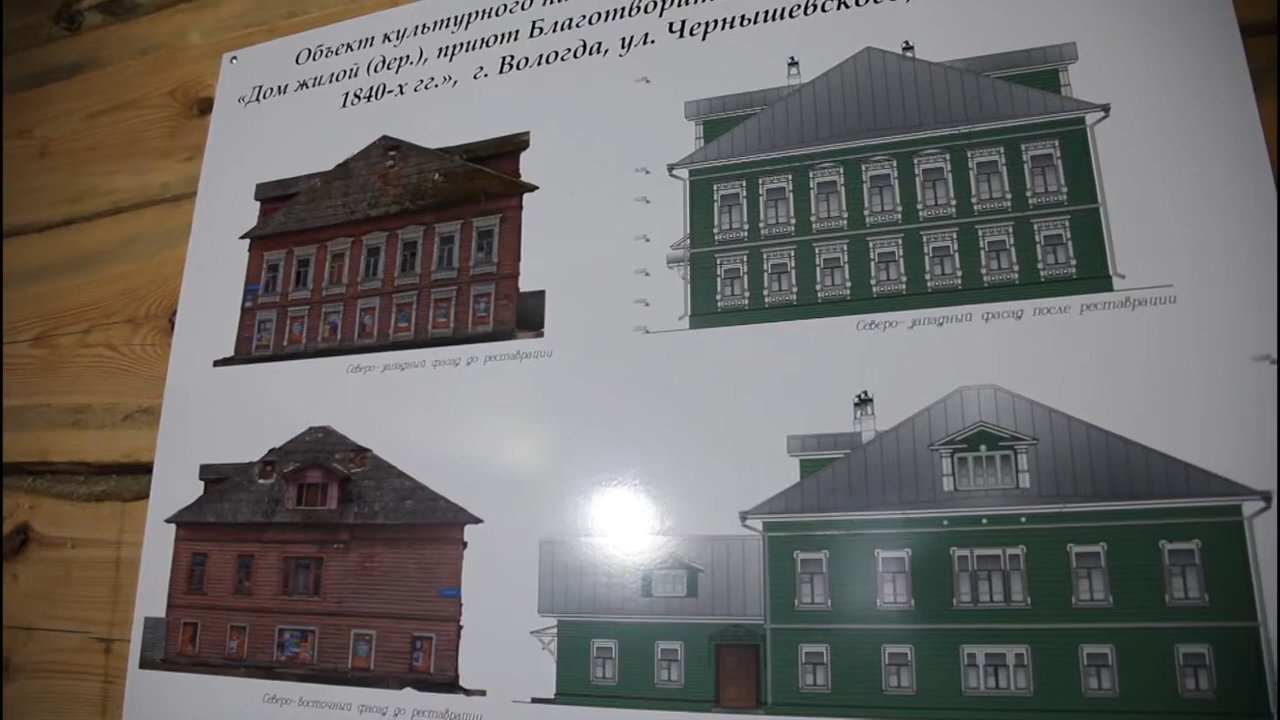 Объект культурного
«Дом жилой (дер.), приют
1840-х гг.», г. Вологда, ул. Чернышевского,
Северо-западный фасад до реставрации
Северо-западный фасад после реставрации
Северо-восточный фасад до реставрации